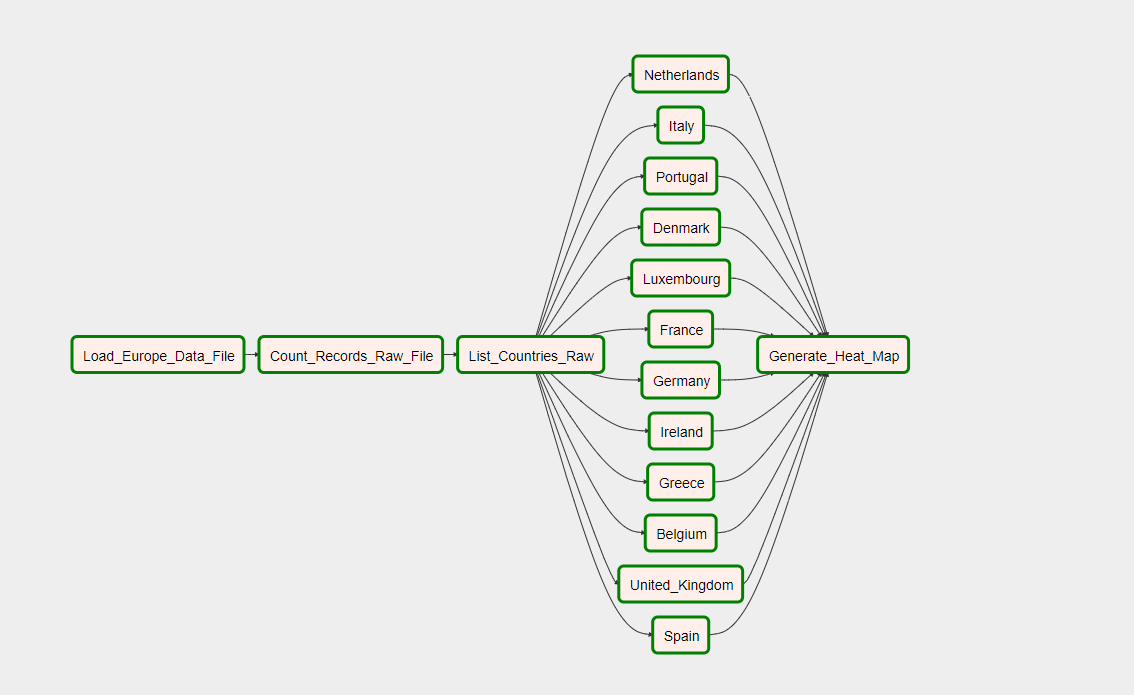 Load_Europe_Data_File
Count_Records_Raw_File
List_Countries_Raw
Netherlands
Italy
Portugal
Denmark
Luxembourg
France
Germany
Ireland
Greece
Belgium
United_Kingdom
Spain
Generate_Heat_Map